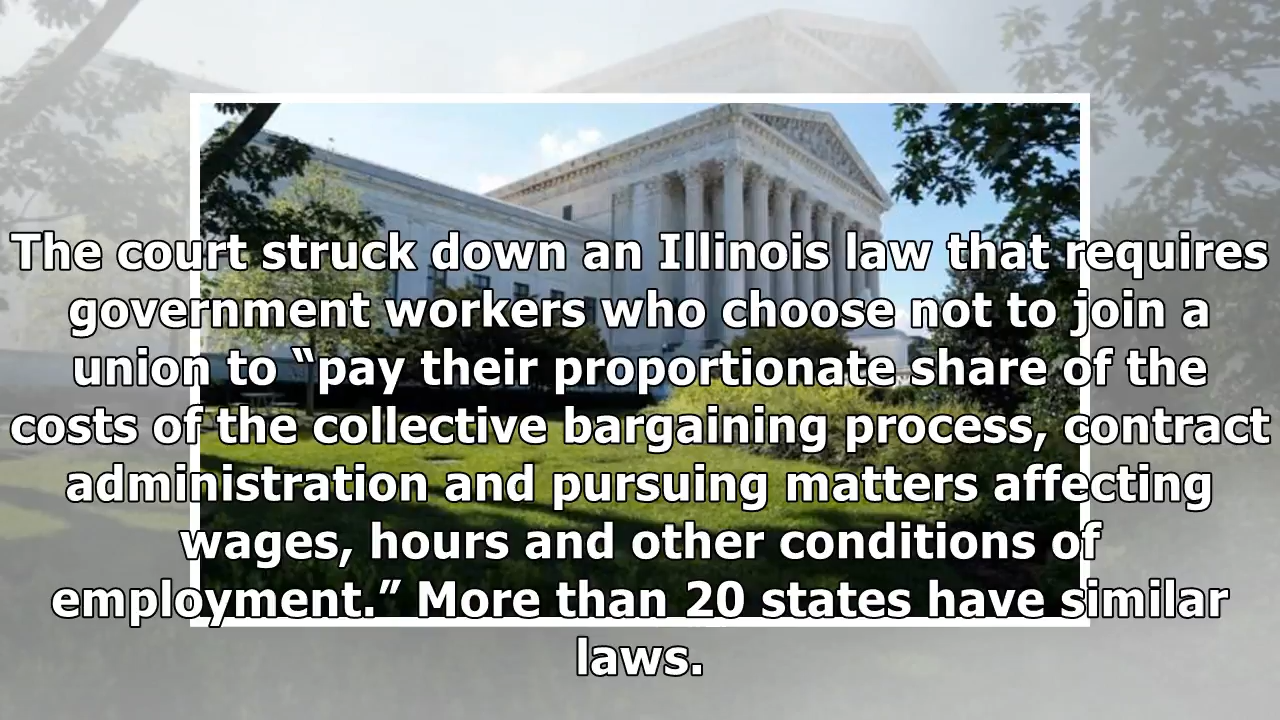 The court struck down an Illinois law that requires
government workers who choose not to join a
union to “pay their proportionate share of the
costs of the collective bargaining process, contract
administration and pursuing matters affecting
wages, hours and other conditions of
employment.” More than 20 states have similar
laws.